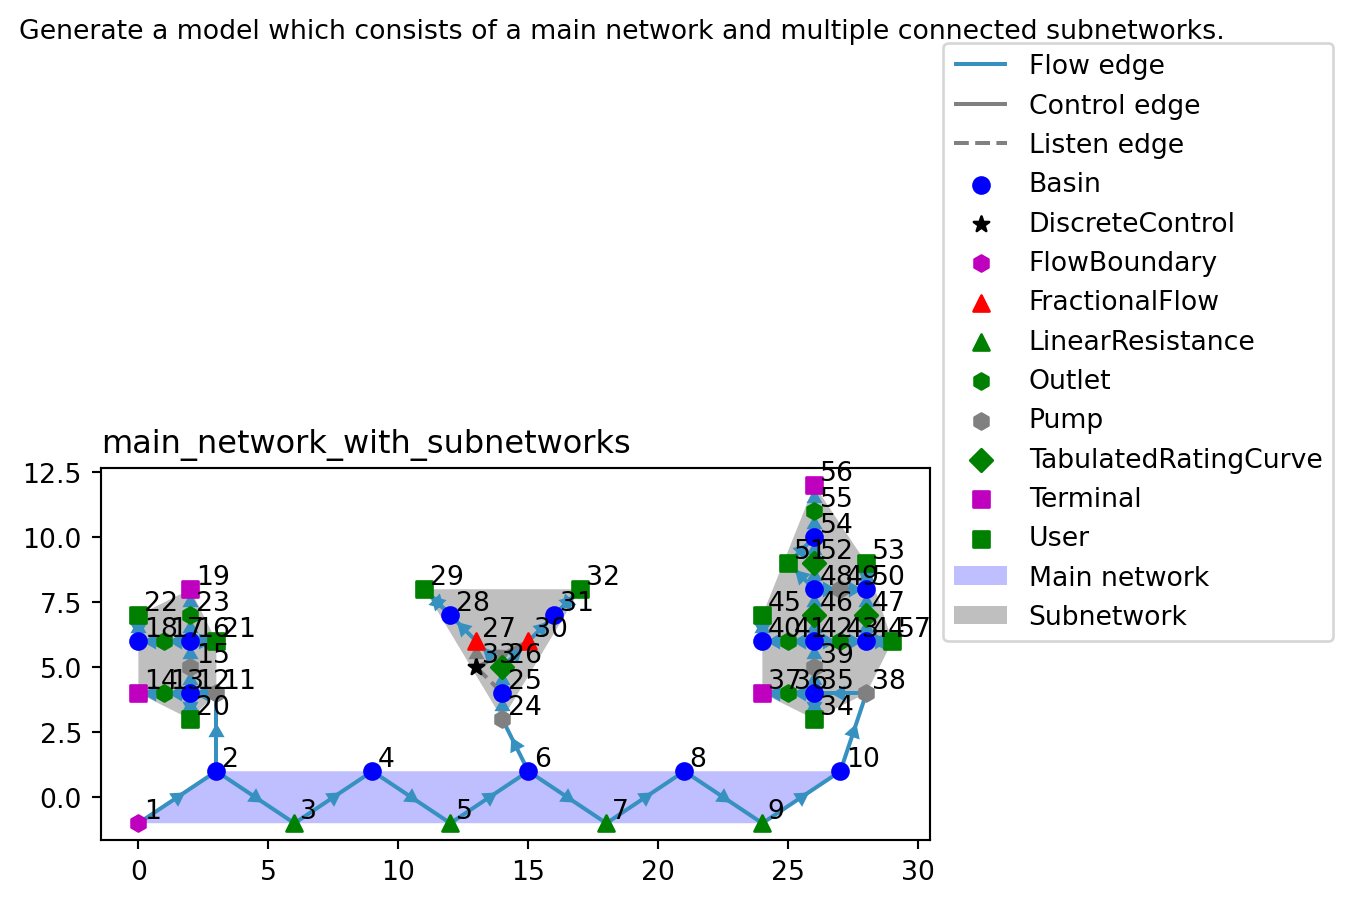 Generate a model which consists of a main network and multiple connected subnetworks.
Flow edge
Control edge
Listen edge
Basin
DiscreteControl
FlowBoundary
FractionalFlow
LinearResistance
Outlet
Pump
TabulatedRatingCurve
Terminal
User
Main network
Subnetwork
main_network_with_subnetworks
12.5
10.0
7.5
5.0
2.5
0.0
56
55
54
51 52 53
48 49 50
19 29 32 45 46 47
22 23 28 31
18 17 16 21 27 30 40 41 42 43 44 57
15 33 26 39
14 13 12 11 25 37 36 35 38
20 24 34
2 4 6 8 10
1 3 5 7 9
0 5 10 15 20 25 30